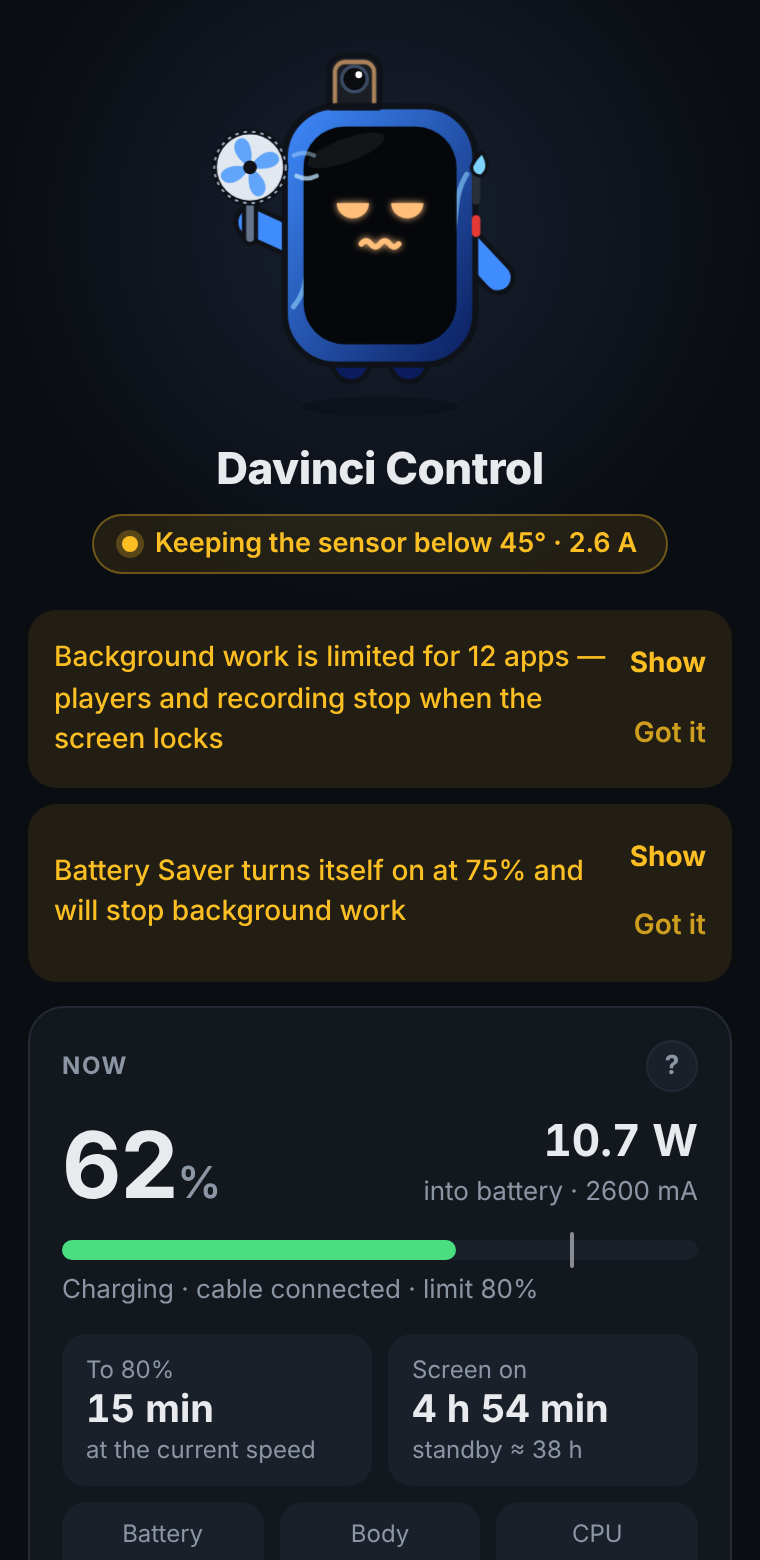 Davinci Control
Keeping the sensor below 45° · 2.6 A
Background work is limited for 12 apps —
players and recording stop when the
screen locks
Show
Got it
Battery Saver turns itself on at 75% and
will stop background work
Show
Got it
NOW
?
62%
10.7 W
into battery · 2600 mA
Charging · cable connected · limit 80%
To 80%
15 min
at the current speed
Screen on
4 h 54 min
standby ≈ 38 h
Battery
Body
CPU